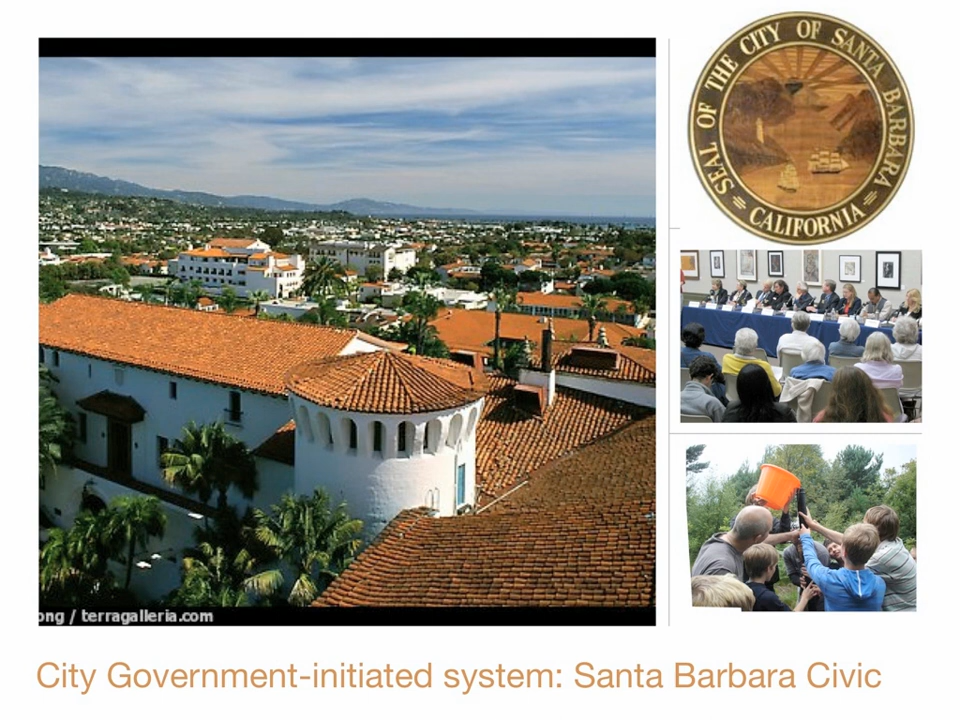 SEAL OF THE CITY OF SANTA BARBARA
CALIFORNIA
ong / terragalleria.com
City Government-initiated system: Santa Barbara Civic